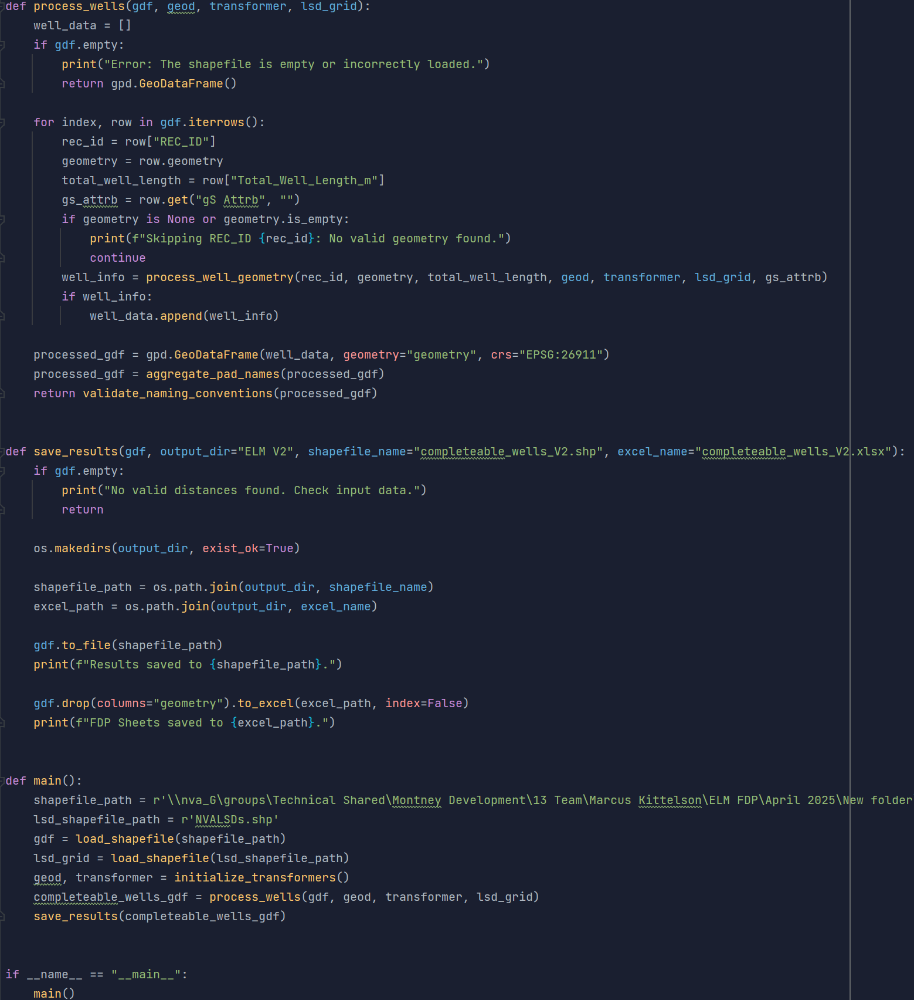 def process_wells(gdf, geod, transformer, lsd_grid):
    well_data = []
    if gdf.empty:
        print("Error: The shapefile is empty or incorrectly loaded.")
        return gpd.GeoDataFrame()

    for index, row in gdf.iterrows():
        rec_id = row["REC_ID"]
        geometry = row.geometry
        total_well_length = row["Total_Well_Length_m"]
        gs_attrb = row.get("gS Attrb", "")
        if geometry is None or geometry.is_empty:
            print(f"Skipping REC_ID {rec_id}: No valid geometry found.")
            continue
        well_info = process_well_geometry(rec_id, geometry, total_well_length, geod, transformer, lsd_grid, gs_attrb)
        if well_info:
            well_data.append(well_info)

    processed_gdf = gpd.GeoDataFrame(well_data, geometry="geometry", crs="EPSG:26911")
    processed_gdf = aggregate_pad_names(processed_gdf)
    return validate_naming_conventions(processed_gdf)


def save_results(gdf, output_dir="ELM V2", shapefile_name="completeable_wells_V2.shp", excel_name="completeable_wells_V2.xlsx"):
    if gdf.empty:
        print("No valid distances found. Check input data.")
        return

    os.makedirs(output_dir, exist_ok=True)

    shapefile_path = os.path.join(output_dir, shapefile_name)
    excel_path = os.path.join(output_dir, excel_name)

    gdf.to_file(shapefile_path)
    print(f"Results saved to {shapefile_path}.")

    gdf.drop(columns="geometry").to_excel(excel_path, index=False)
    print(f"FDP Sheets saved to {excel_path}.")


def main():
    shapefile_path = r'\\nva_G\groups\Technical Shared\Montney Development\13 Team\Marcus Kittelson\ELM FDP\April 2025\New folder
    lsd_shapefile_path = r'NVALSDs.shp'
    gdf = load_shapefile(shapefile_path)
    lsd_grid = load_shapefile(lsd_shapefile_path)
    geod, transformer = initialize_transformers()
    completeable_wells_gdf = process_wells(gdf, geod, transformer, lsd_grid)
    save_results(completeable_wells_gdf)


if __name__ == "__main__":
    main()